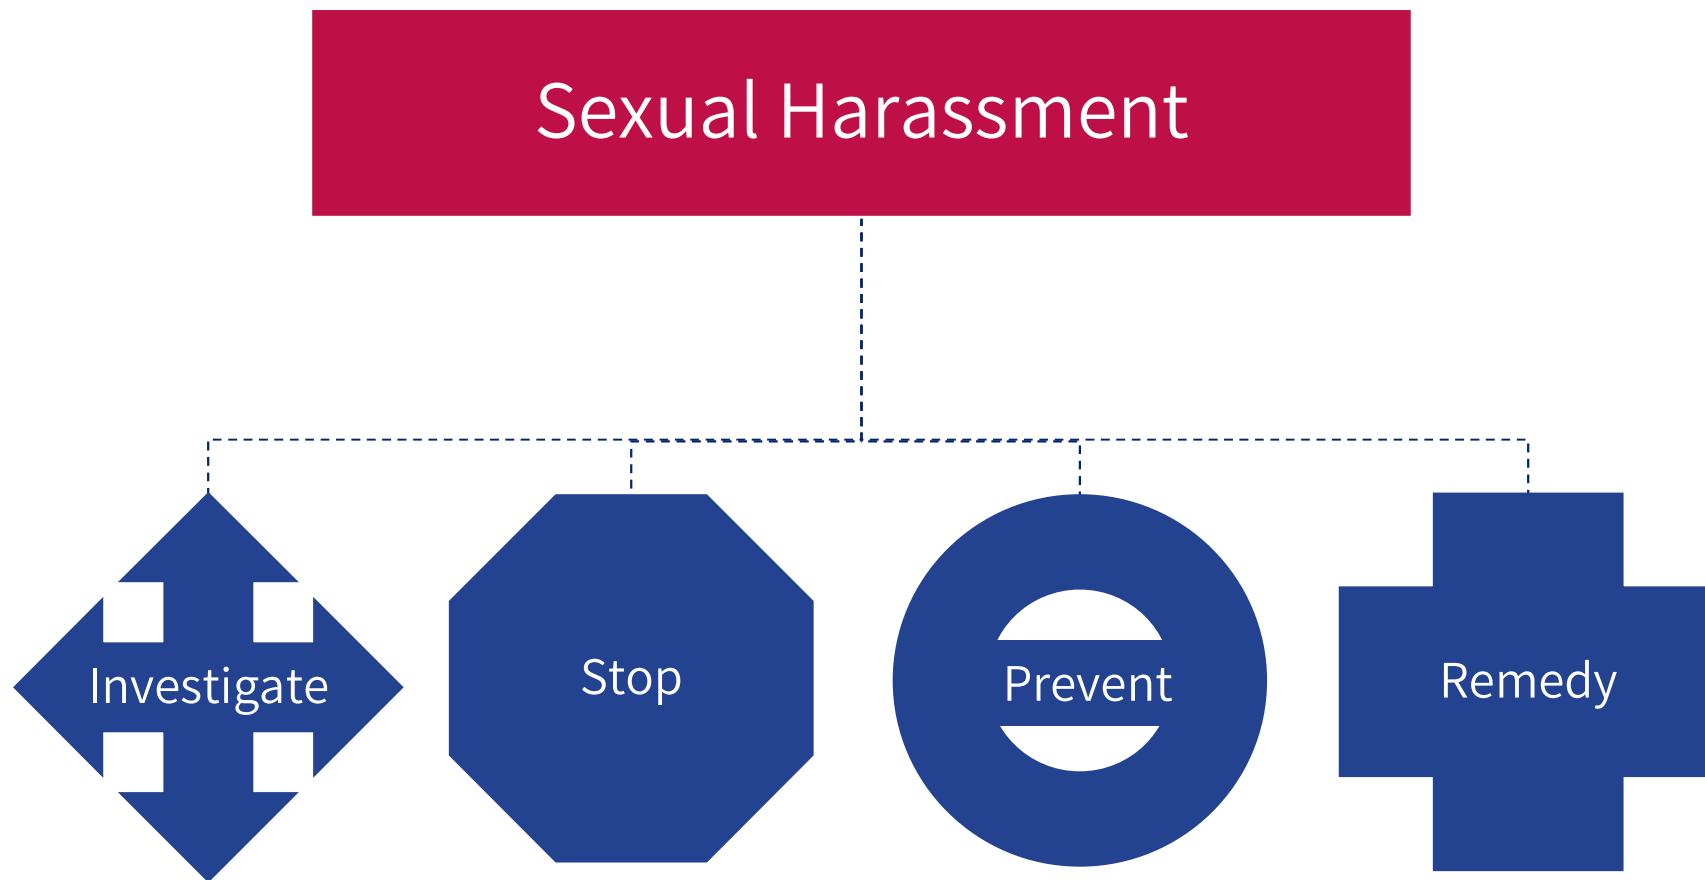 Sexual Harassment
Investigate
Stop
Prevent
Remedy